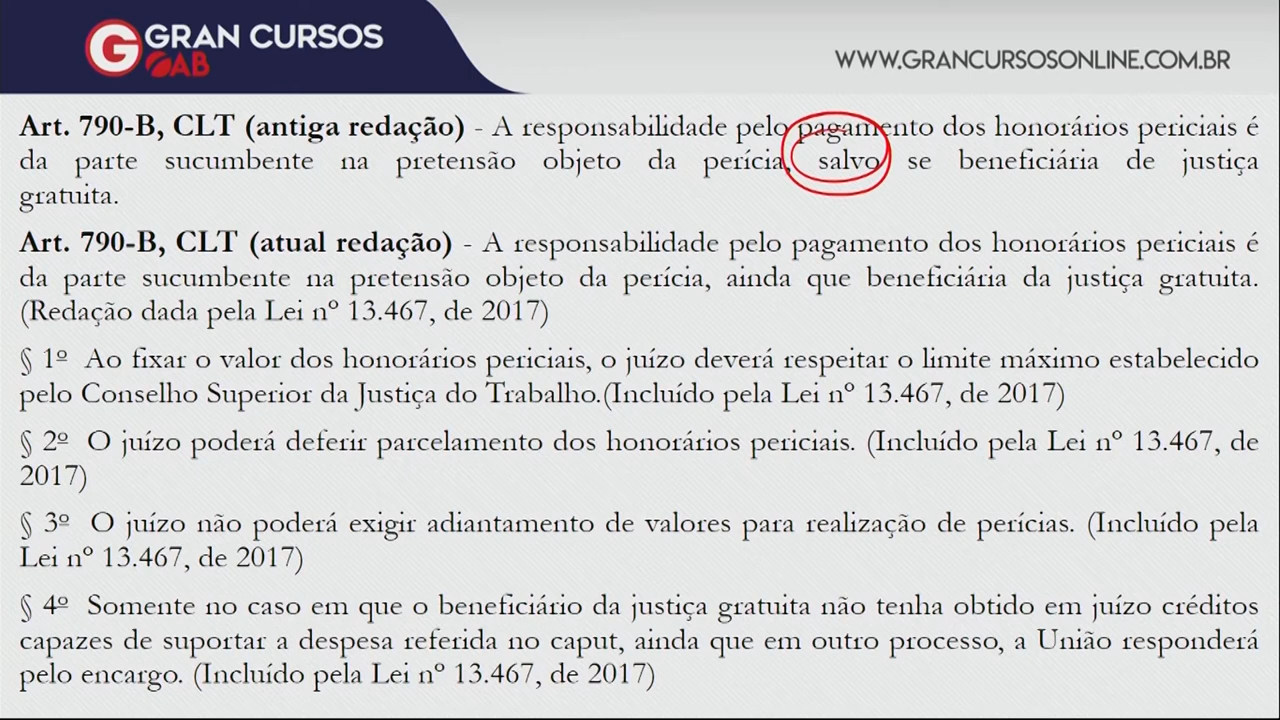 GRAN CURSOS
OAB
WWW.GRANCURSOSONLINE.COM.BR
Art. 790-B, CLT (antiga redação) - A responsabilidade pelo pagamento dos honorários periciais é
da parte sucumbente na pretensão objeto da perícia, salvo se beneficiária de justiça
gratuita.
Art. 790-B, CLT (atual redação) - A responsabilidade pelo pagamento dos honorários periciais é
da parte sucumbente na pretensão objeto da perícia, ainda que beneficiária da justiça gratuita.
(Redação dada pela Lei nº 13.467, de 2017)
§ 1º Ao fixar o valor dos honorários periciais, o juízo deverá respeitar o limite máximo estabelecido
pelo Conselho Superior da Justiça do Trabalho.(Incluído pela Lei nº 13.467, de 2017)
§ 2º O juízo poderá deferir parcelamento dos honorários periciais. (Incluído pela Lei nº 13.467, de
2017)
§ 3º O juízo não poderá exigir adiantamento de valores para realização de perícias. (Incluído pela
Lei nº 13.467, de 2017)
§ 4º Somente no caso em que o beneficiário da justiça gratuita não tenha obtido em juízo créditos
capazes de suportar a despesa referida no caput, ainda que em outro processo, a União responderá
pelo encargo. (Incluído pela Lei nº 13.467, de 2017)